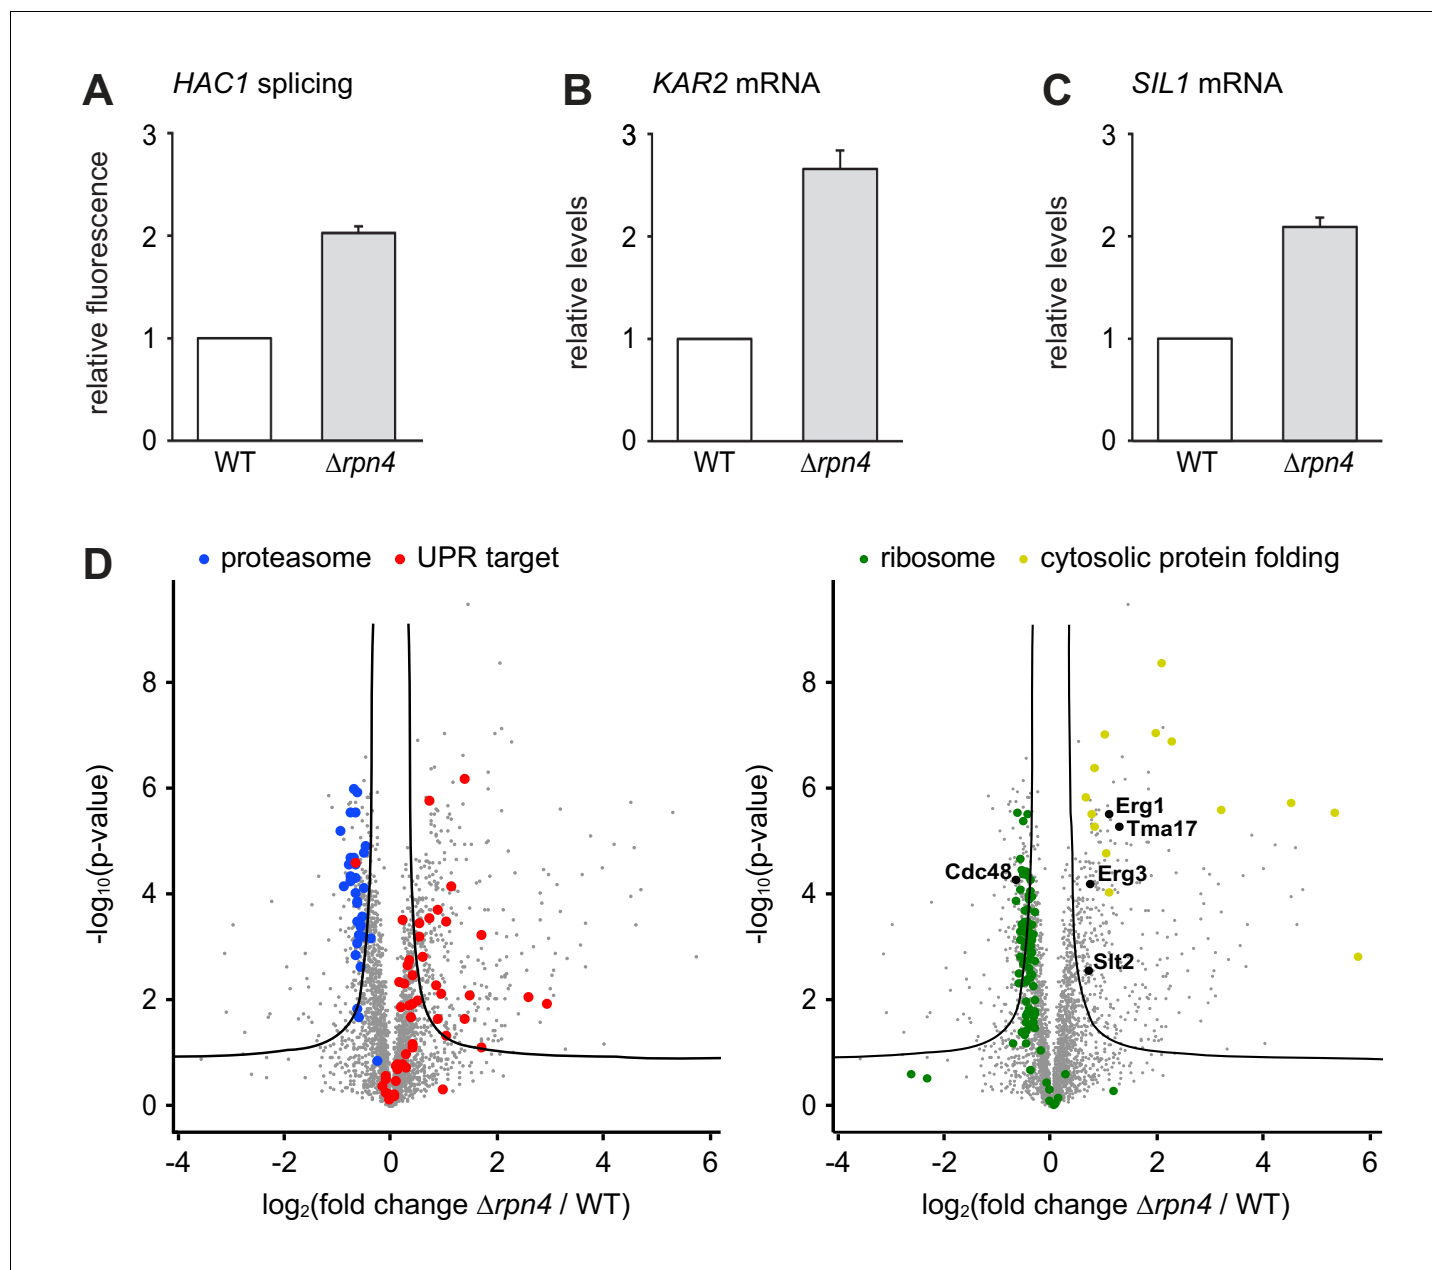 A HAC1 splicing
relative fluorescence
3
2
1
0
WT Δrpn4
B KAR2 mRNA
relative levels
3
2
1
0
WT Δrpn4
C SIL1 mRNA
relative levels
3
2
1
0
WT Δrpn4
D
proteasome UPR target
-log₁₀(p-value)
8
6
4
2
0
-4 -2 0 2 4 6
log₂(fold change Δrpn4 / WT)
ribosome cytosolic protein folding
-log₁₀(p-value)
8
6
4
2
0
Erg1
Tma17
Cdc48
Erg3
Slt2
-4 -2 0 2 4 6
log₂(fold change Δrpn4 / WT)